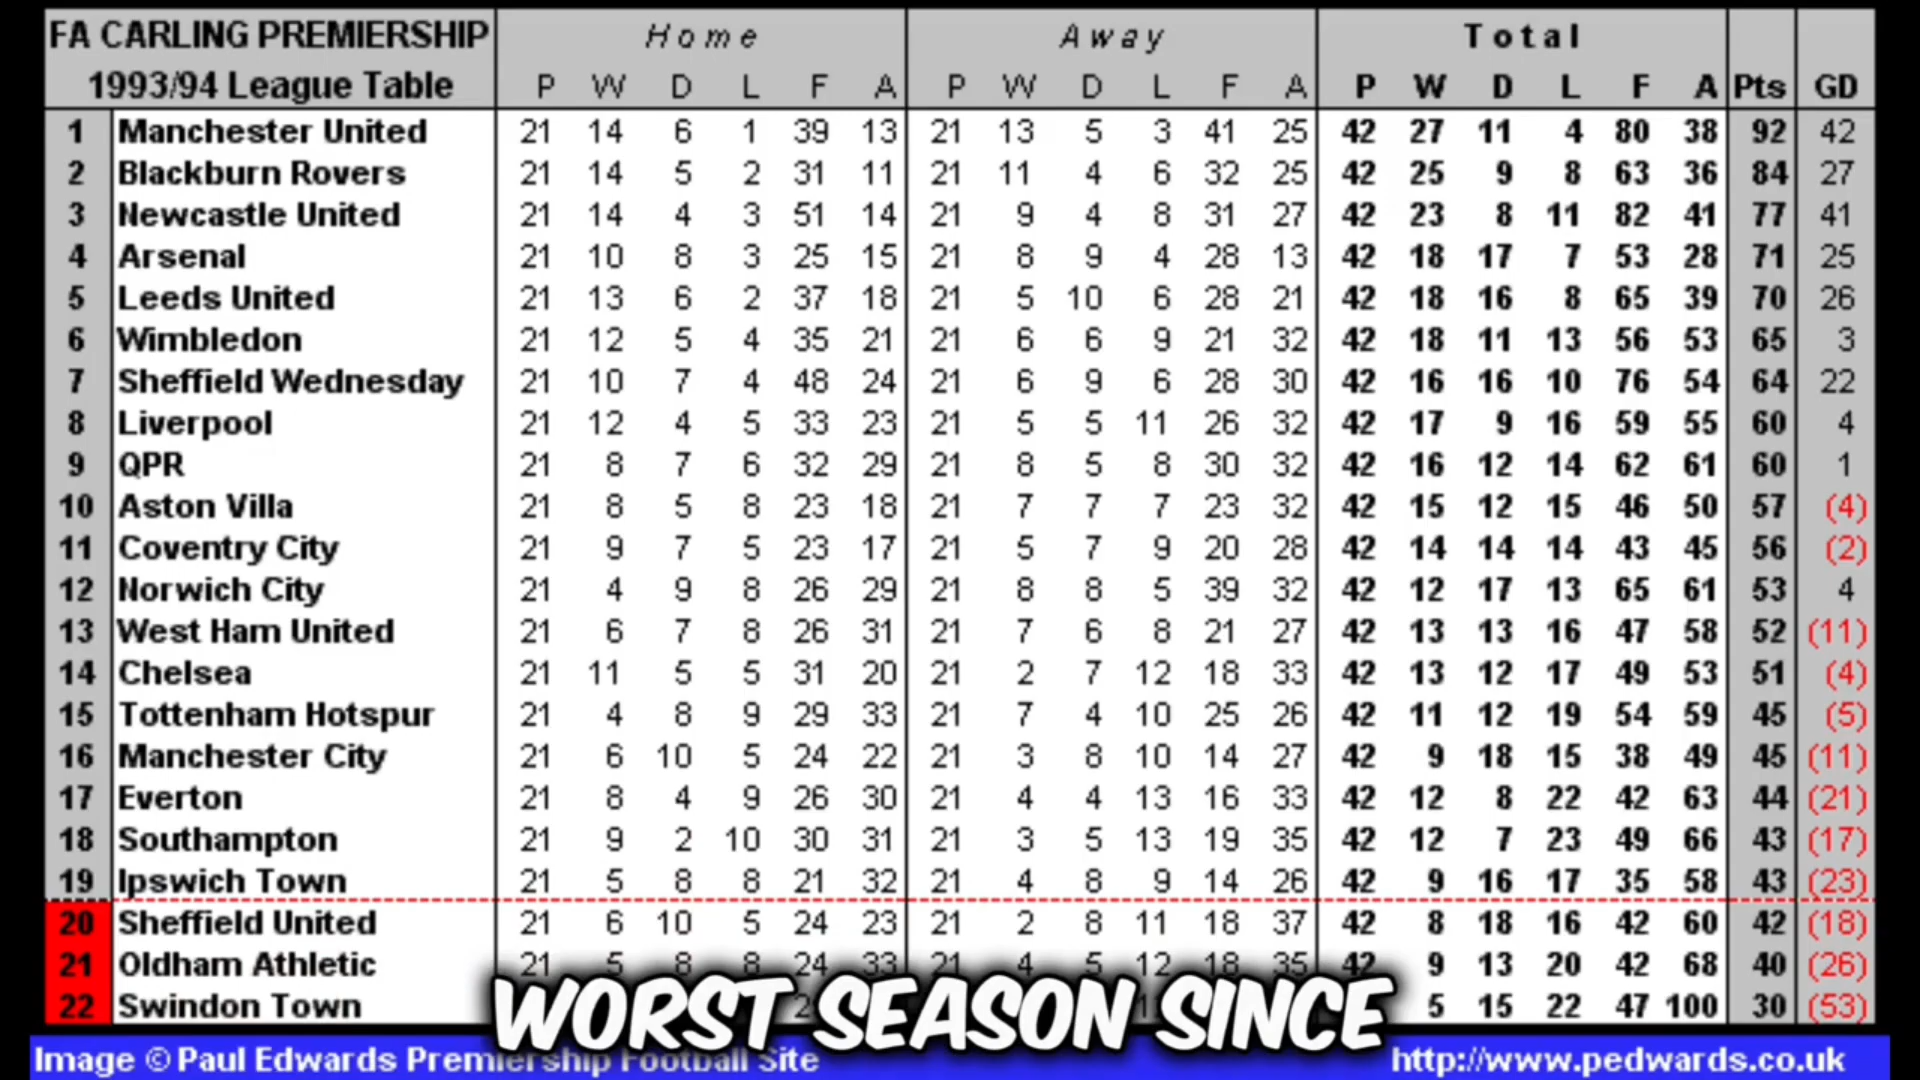 FA CARLING PREMIERSHIP Home Away Total
1993/94 League Table P W D L F A P W D L F A P W D L F A Pts GD
1 Manchester United 21 14 6 1 39 13 21 13 5 3 41 25 42 27 11 4 80 38 92 42
2 Blackburn Rovers 21 14 5 2 31 11 21 11 4 6 32 25 42 25 9 8 63 36 84 27
3 Newcastle United 21 14 4 3 51 14 21 9 4 8 31 27 42 23 8 11 82 41 77 41
4 Arsenal 21 10 8 3 25 15 21 8 9 4 28 13 42 18 17 7 53 28 71 25
5 Leeds United 21 13 6 2 37 18 21 5 10 6 28 21 42 18 16 8 65 39 70 26
6 Wimbledon 21 12 5 4 35 21 21 6 6 9 21 32 42 18 11 13 56 53 65 3
7 Sheffield Wednesday 21 10 7 4 48 24 21 6 9 6 28 30 42 16 16 10 76 54 64 22
8 Liverpool 21 12 4 5 33 23 21 5 5 11 26 32 42 17 9 16 59 55 60 4
9 QPR 21 8 7 6 32 29 21 8 5 8 30 32 42 16 12 14 62 61 60 1
10 Aston Villa 21 8 5 8 23 18 21 7 7 7 23 32 42 15 12 15 46 50 57 (4)
11 Coventry City 21 9 7 5 23 17 21 5 7 9 20 28 42 14 14 14 43 45 56 (2)
12 Norwich City 21 4 9 8 26 29 21 8 8 5 39 32 42 12 17 13 65 61 53 4
13 West Ham United 21 6 7 8 26 31 21 7 6 8 21 27 42 13 13 16 47 58 52 (11)
14 Chelsea 21 11 5 5 31 20 21 2 7 12 18 33 42 13 12 17 49 53 51 (4)
15 Tottenham Hotspur 21 4 8 9 29 33 21 7 4 10 25 26 42 11 12 19 54 59 45 (5)
16 Manchester City 21 6 10 5 24 22 21 3 8 10 14 27 42 9 18 15 38 49 45 (11)
17 Everton 21 8 4 9 26 30 21 4 4 13 16 33 42 12 8 22 42 63 44 (21)
18 Southampton 21 9 2 10 30 31 21 3 5 13 19 35 42 12 7 23 49 66 43 (17)
19 Ipswich Town 21 5 8 8 21 32 21 4 8 9 14 26 42 9 16 17 35 58 43 (23)
20 Sheffield United 21 6 10 5 24 23 21 2 8 11 18 37 42 8 18 16 42 60 42 (18)
21 Oldham Athletic 21 5 8 8 24 33 21 4 5 12 18 35 42 9 13 20 42 68 40 (26)
22 Swindon Town 5 15 22 47 100 30 (53)
WORST SEASON SINCE
Image © Paul Edwards Premiership Football Site http://www.pedwards.co.uk